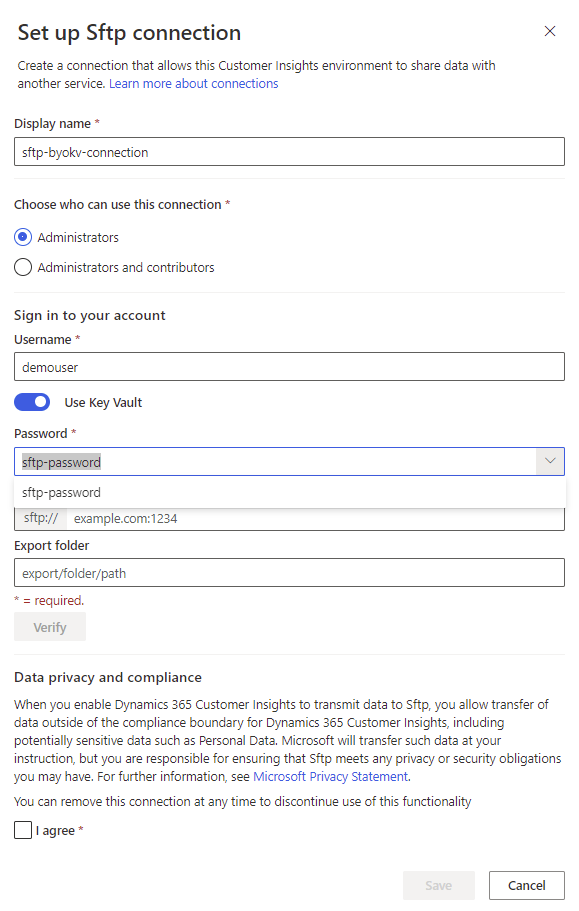 Set up Sftp connection
Create a connection that allows this Customer Insights environment to share data with
another service. Learn more about connections
Display name *
sftp-byokv-connection
Choose who can use this connection *
Administrators
Administrators and contributors
Sign in to your account
Username *
demouser
Use Key Vault
Password *
sftp-password
sftp-password
sftp:// example.com:1234
Export folder
export/folder/path
* = required.
Verify
Data privacy and compliance
When you enable Dynamics 365 Customer Insights to transmit data to Sftp, you allow transfer of
data outside of the compliance boundary for Dynamics 365 Customer Insights, including
potentially sensitive data such as Personal Data. Microsoft will transfer such data at your
instruction, but you are responsible for ensuring that Sftp meets any privacy or security obligations
you may have. For further information, see Microsoft Privacy Statement.
You can remove this connection at any time to discontinue use of this functionality
I agree *
Save Cancel